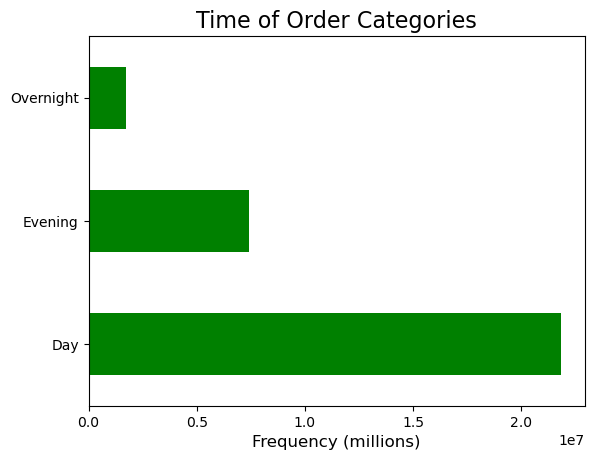 Time of Order Categories
Overnight
Evening
Day
0.0 0.5 1.0 1.5 2.0
1e7
Frequency (millions)